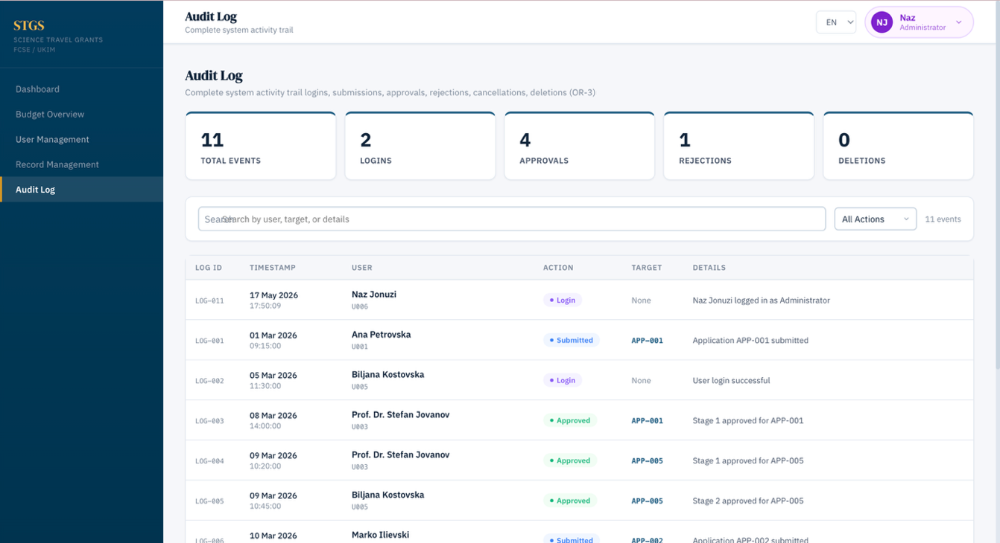 STGS
SCIENCE TRAVEL GRANTS
FCSE / UKIM
Dashboard
Budget Overview
User Management
Record Management
Audit Log
Audit Log
Complete system activity trail
EN
NJ
Naz
Administrator
Audit Log
Complete system activity trail logins, submissions, approvals, rejections, cancellations, deletions (OR-3)
11
TOTAL EVENTS
2
LOGINS
4
APPROVALS
1
REJECTIONS
0
DELETIONS
Search
Search by user, target, or details
All Actions
11 events
LOG ID TIMESTAMP USER ACTION TARGET DETAILS
LOG-011 17 May 2026 17:50:09 Naz Jonuzi U006 Login None Naz Jonuzi logged in as Administrator
LOG-001 01 Mar 2026 09:15:00 Ana Petrovska U001 Submitted APP-001 Application APP-001 submitted
LOG-002 05 Mar 2026 11:30:00 Biljana Kostovska U005 Login None User login successful
LOG-003 08 Mar 2026 14:00:00 Prof. Dr. Stefan Jovanov U003 Approved APP-001 Stage 1 approved for APP-001
LOG-004 09 Mar 2026 10:20:00 Prof. Dr. Stefan Jovanov U003 Approved APP-005 Stage 1 approved for APP-005
LOG-005 09 Mar 2026 10:45:00 Biljana Kostovska U005 Approved APP-005 Stage 2 approved for APP-005
LOG-006 10 Mar 2026 Marko Ilievski Submitted APP-002 Application APP-002 submitted